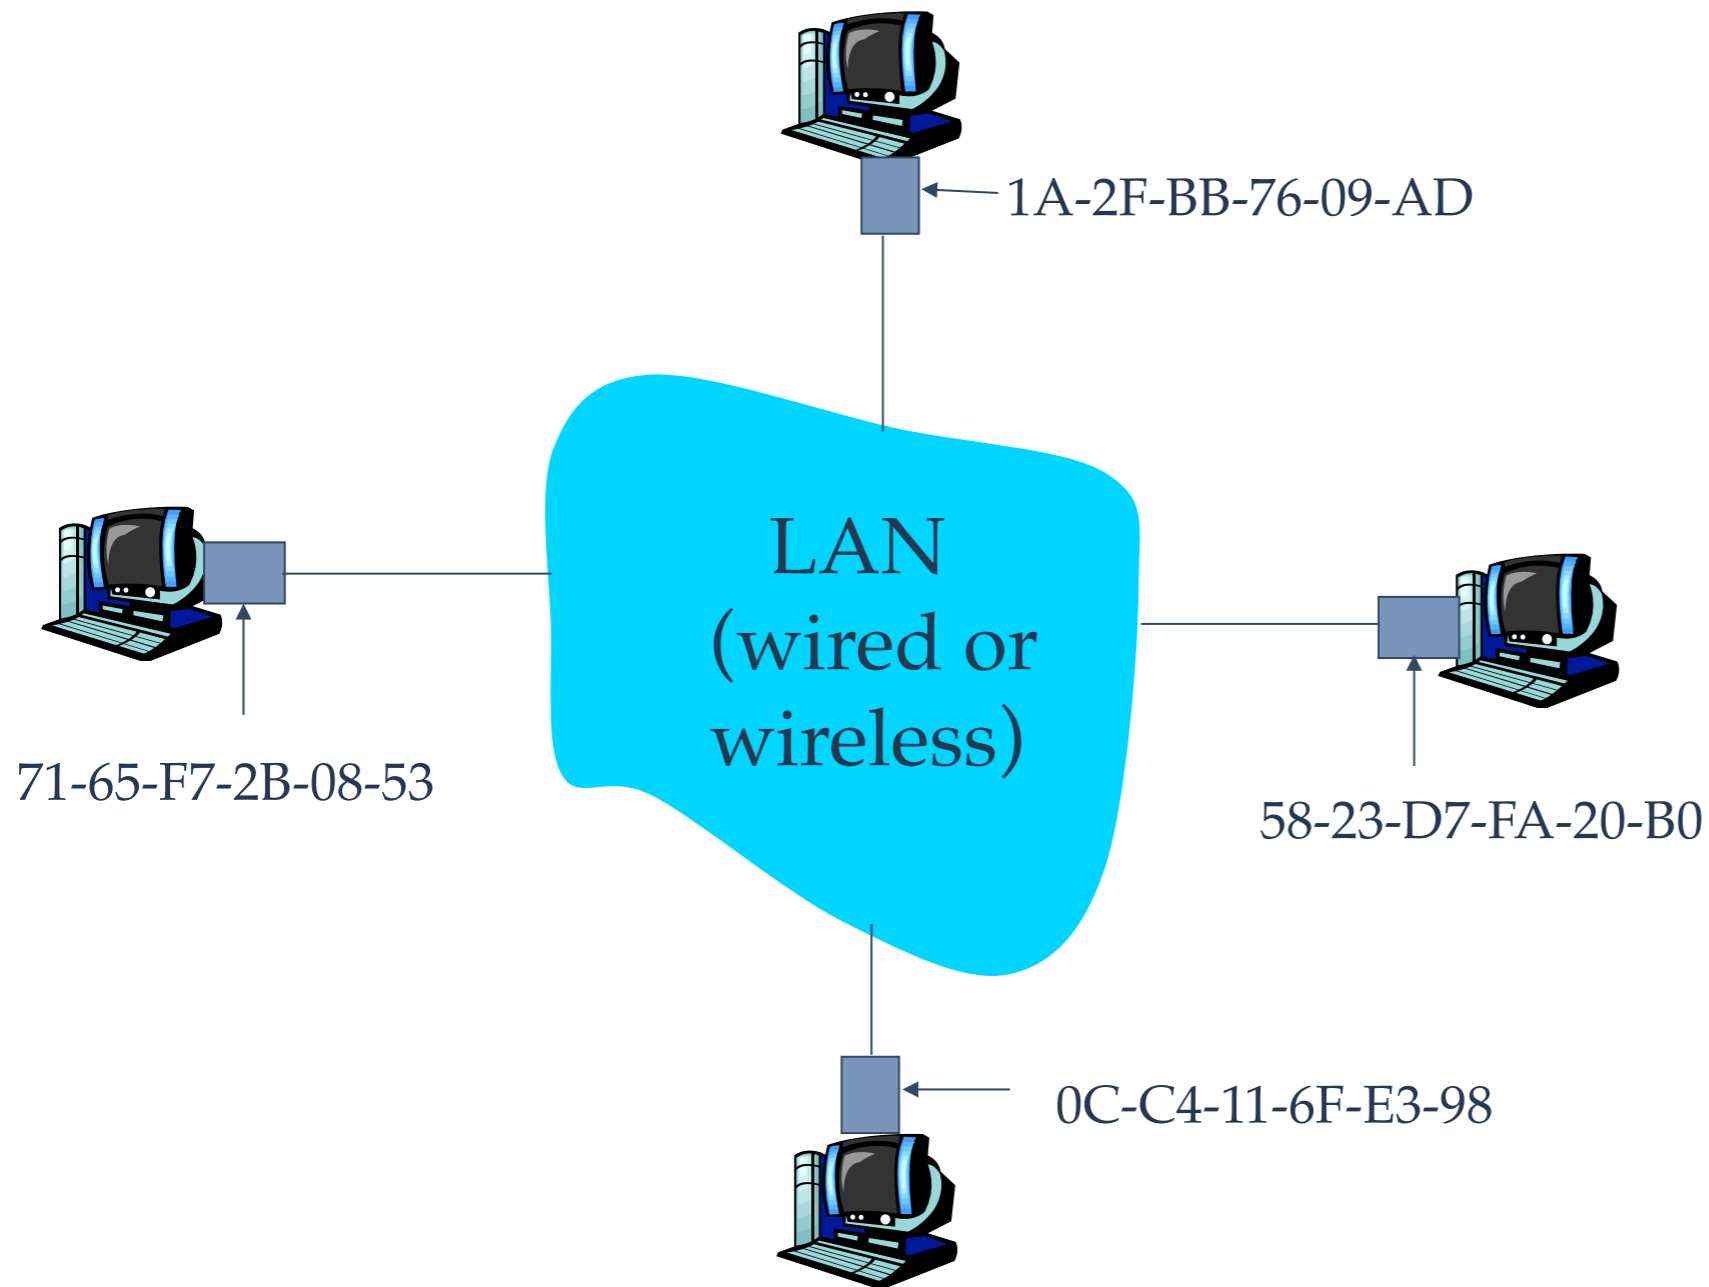 1A-2F-BB-76-09-AD
LAN
(wired or
wireless)
71-65-F7-2B-08-53
58-23-D7-FA-20-B0
0C-C4-11-6F-E3-98